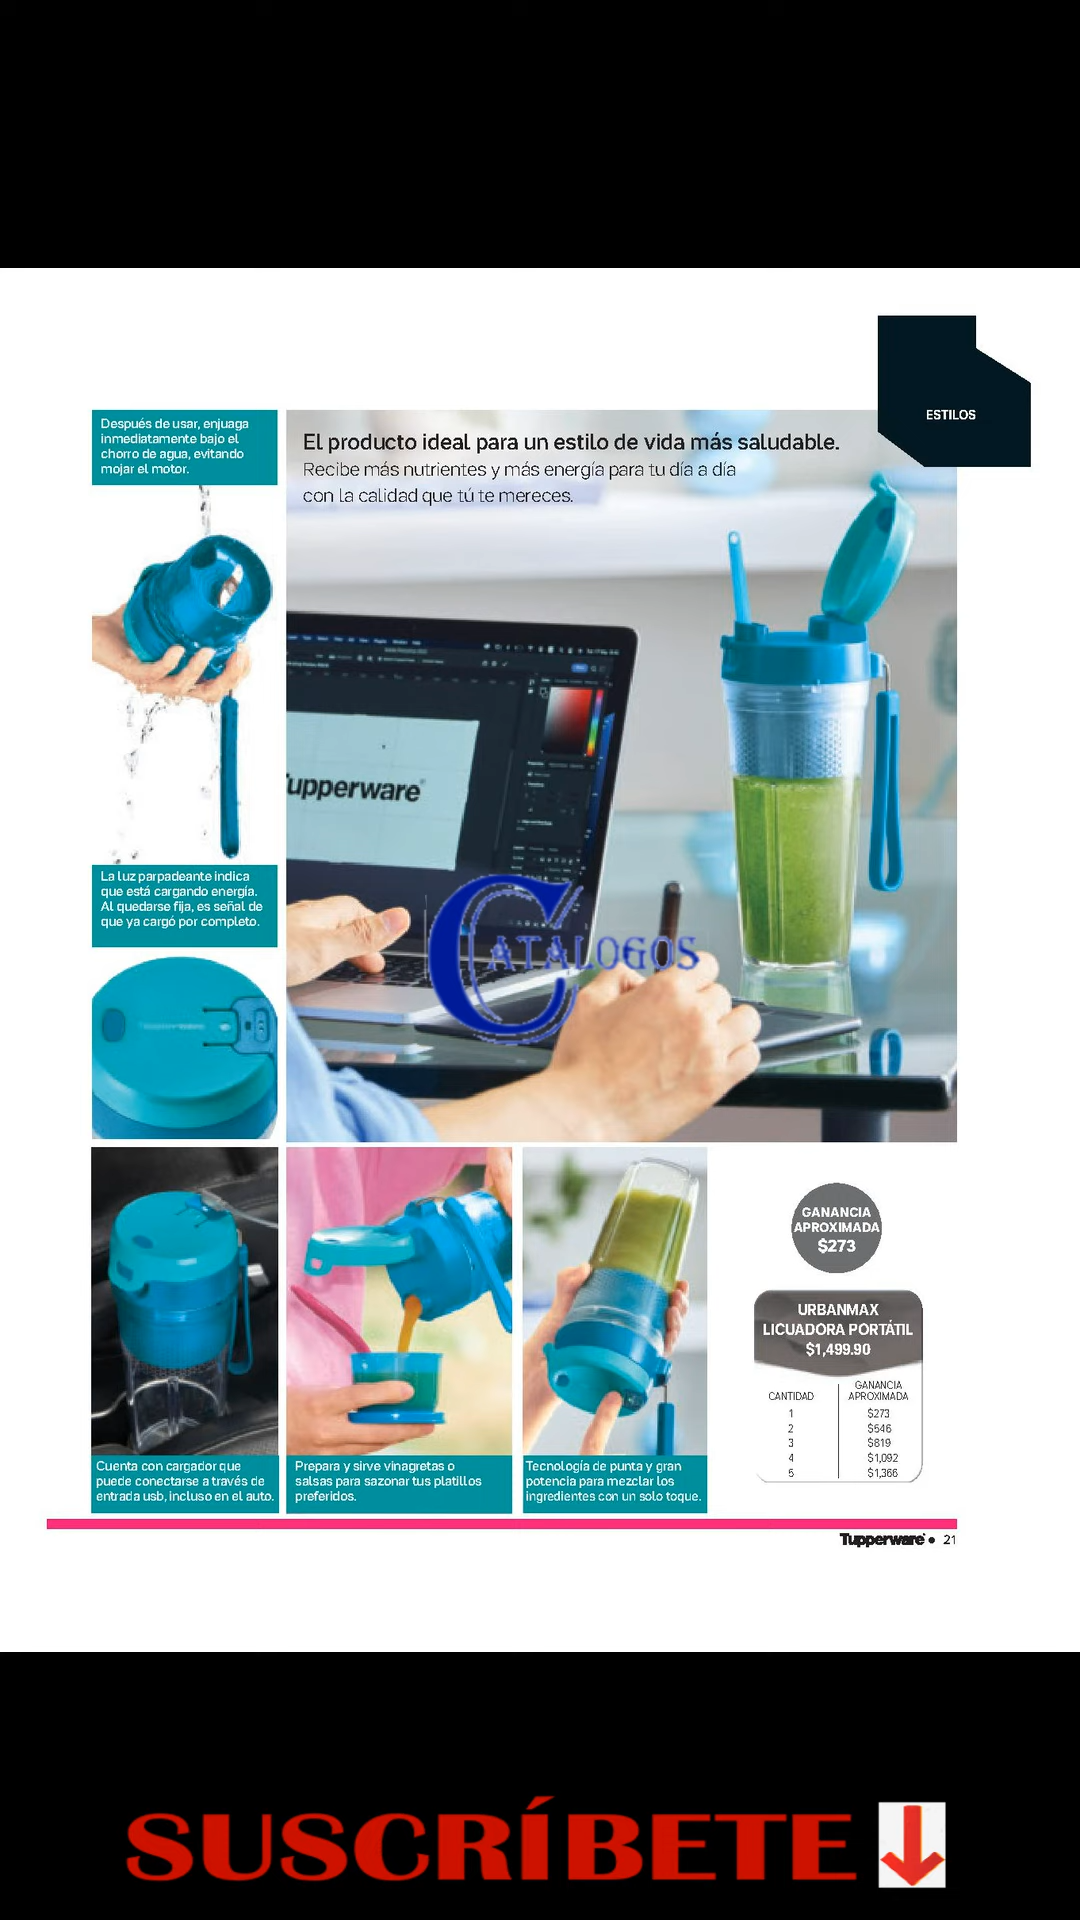 ESTILOS
Después de usar, enjuaga
inmediatamente bajo el
chorro de agua, evitando
mojar el motor.
El producto ideal para un estilo de vida más saludable.
Recibe más nutrientes y más energía para tu día a día
con la calidad que tú te mereces.
Tupperware
La luz parpadeante indica
que está cargando energía.
Al quedarse fija, es señal de
que ya cargó por completo.
CATALOGOS
Cuenta con cargador que
puede conectarse a través de
entrada usb, incluso en el auto.
Prepara y sirve vinagretas o
salsas para sazonar tus platillos
preferidos.
Tecnología de punta y gran
potencia para mezclar los
ingredientes con un solo toque.
GANANCIA
APROXIMADA
$273
URBANMAX
LICUADORA PORTÁTIL
$1,499.90
CANTIDAD GANANCIA APROXIMADA
1 $273
2 $546
3 $819
4 $1,092
5 $1,366
Tupperware • 21
SUSCRÍBETE